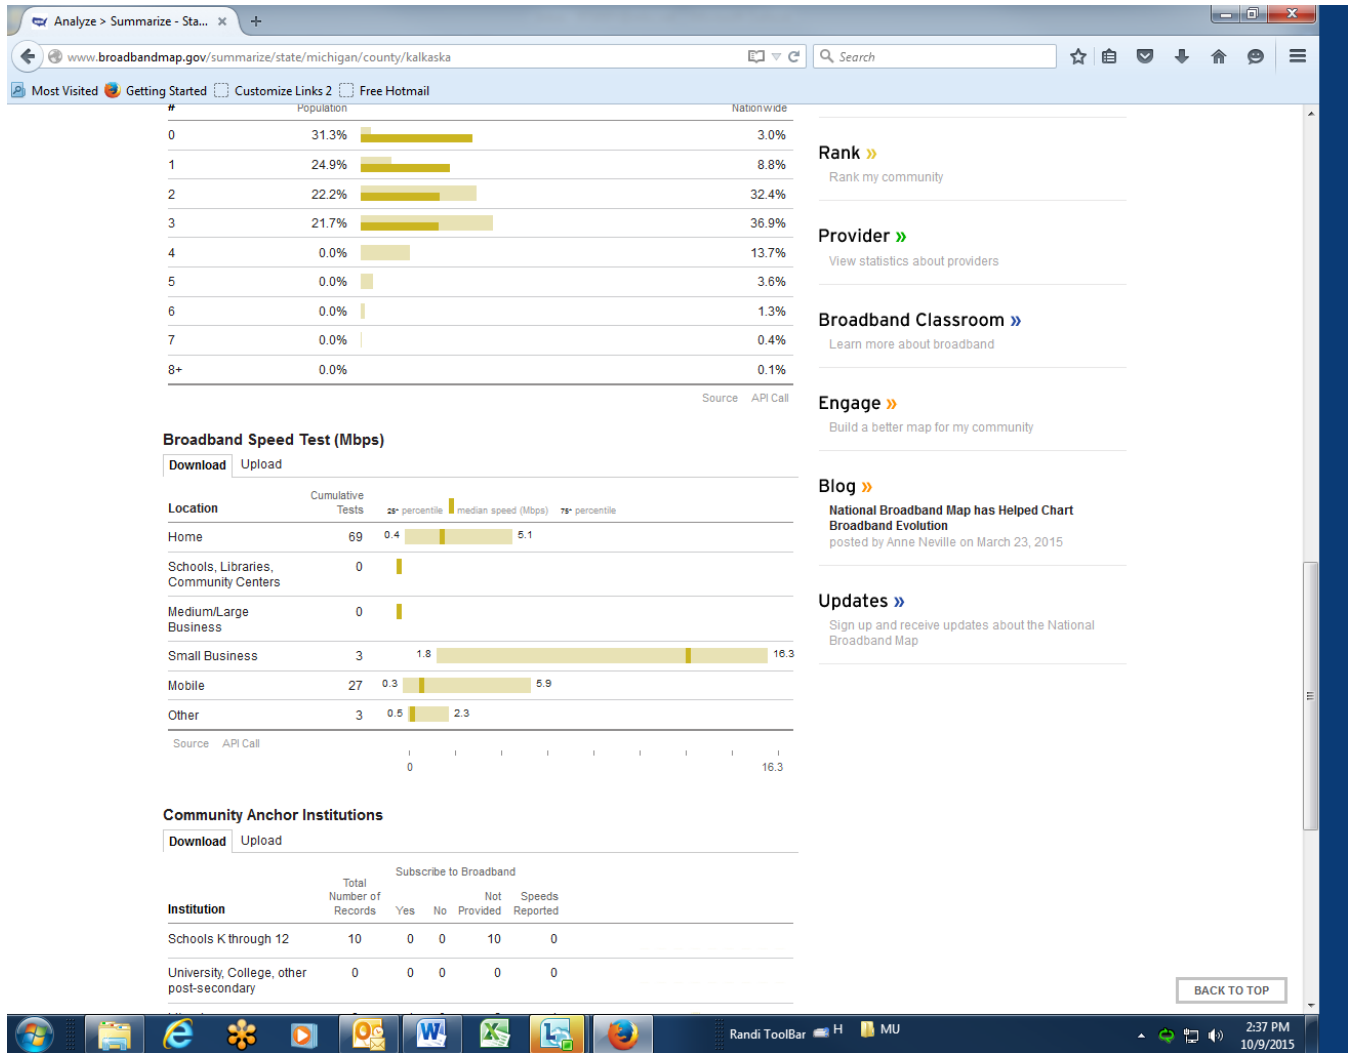 Analyze > Summarize - Sta... × +
www.broadbandmap.gov/summarize/state/michigan/county/kalkaska
Search
Most Visited Getting Started Customize Links 2 Free Hotmail
# Population Nationwide
0 31.3% 3.0%
1 24.9% 8.8%
2 22.2% 32.4%
3 21.7% 36.9%
4 0.0% 13.7%
5 0.0% 3.6%
6 0.0% 1.3%
7 0.0% 0.4%
8+ 0.0% 0.1%
Source API Call
Broadband Speed Test (Mbps)
Download Upload
Cumulative
Location Tests 25th percentile median speed (Mbps) 75th percentile
Home 69 0.4 5.1
Schools, Libraries, 0
Community Centers
Medium/Large 0
Business
Small Business 3 1.8 16.3
Mobile 27 0.3 5.9
Other 3 0.5 2.3
Source API Call
0 16.3
Community Anchor Institutions
Download Upload
Subscribe to Broadband
Total
Number of Not Speeds
Institution Records Yes No Provided Reported
Schools K through 12 10 0 0 10 0
University, College, other 0 0 0 0 0
post-secondary
Rank »
Rank my community
Provider »
View statistics about providers
Broadband Classroom »
Learn more about broadband
Engage »
Build a better map for my community
Blog »
National Broadband Map has Helped Chart
Broadband Evolution
posted by Anne Neville on March 23, 2015
Updates »
Sign up and receive updates about the National
Broadband Map
BACK TO TOP
Randi ToolBar H MU
2:37 PM
10/9/2015